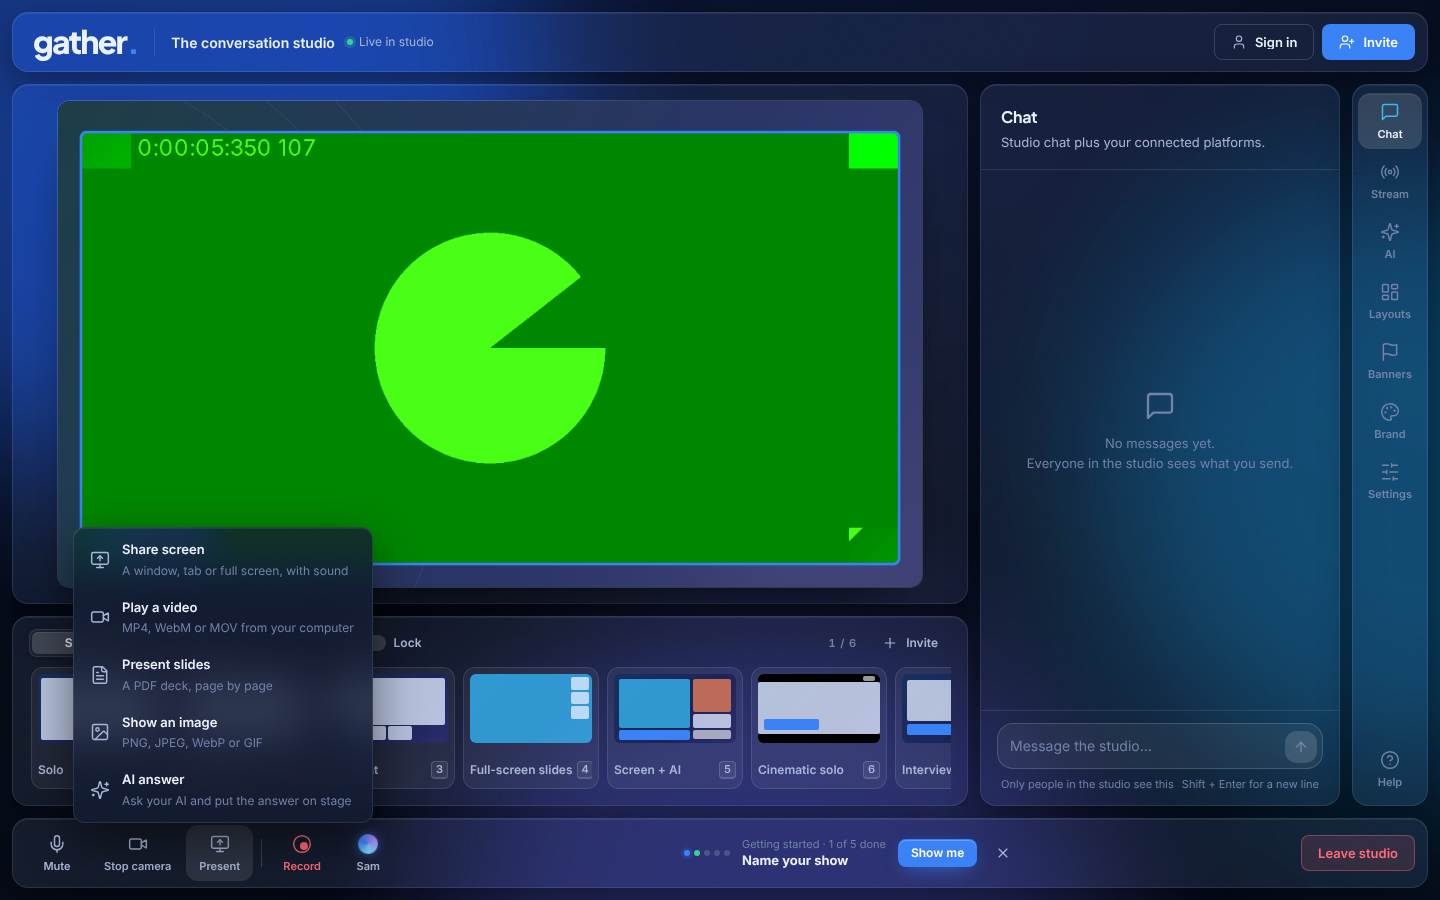 gather.
The conversation studio
Live in studio
Sign in
Invite
0:00:05:350 107
Chat
Studio chat plus your connected platforms.
No messages yet.
Everyone in the studio sees what you send.
Message the studio...
Only people in the studio see this
Shift + Enter for a new line
Chat
Stream
AI
Layouts
Banners
Brand
Settings
Help
Share screen
A window, tab or full screen, with sound
Play a video
MP4, WebM or MOV from your computer
Present slides
A PDF deck, page by page
Show an image
PNG, JPEG, WebP or GIF
AI answer
Ask your AI and put the answer on stage
Lock
1 / 6
Invite
Solo
3
Full-screen slides 4
Screen + AI 5
Cinematic solo 6
Interview
Mute
Stop camera
Present
Record
Sam
Getting started · 1 of 5 done
Name your show
Show me
Leave studio